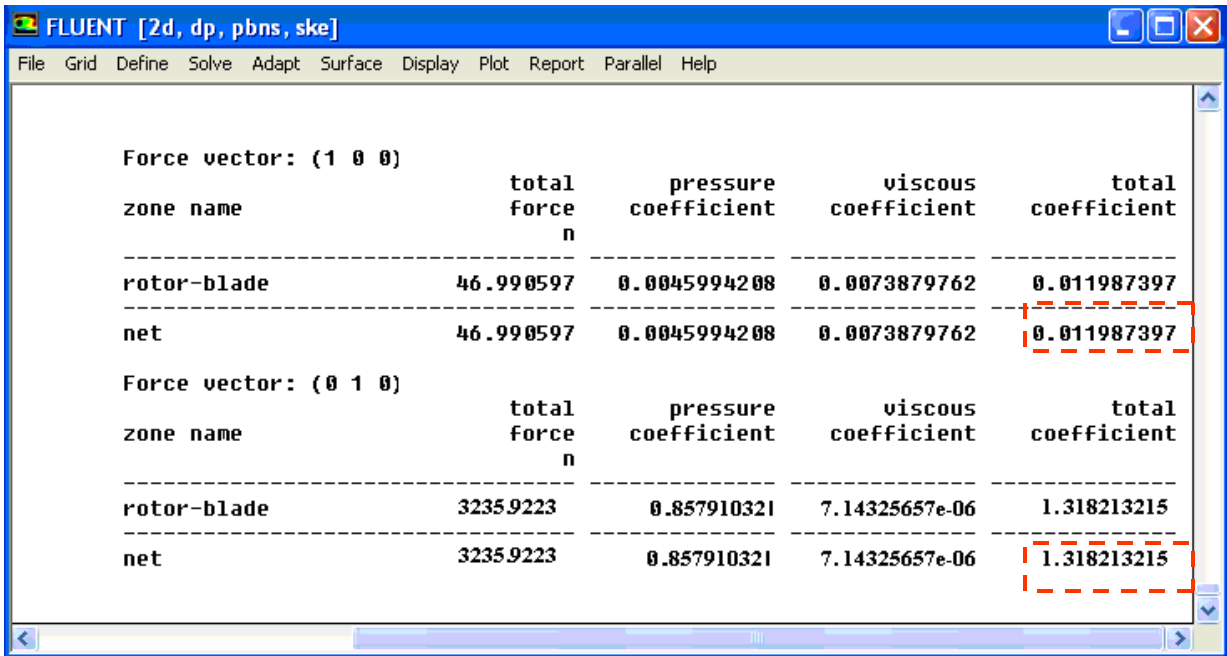 FLUENT [2d, dp, pbns, ske]
File Grid Define Solve Adapt Surface Display Plot Report Parallel Help
Force vector: (1 0 0)
total pressure viscous total
zone name force coefficient coefficient coefficient
n
rotor-blade 46.990597 0.0045994208 0.0073879762 0.011987397
net 46.990597 0.0045994208 0.0073879762 0.011987397
Force vector: (0 1 0)
total pressure viscous total
zone name force coefficient coefficient coefficient
n
rotor-blade 3235.9223 0.857910321 7.14325657e-06 1.318213215
net 3235.9223 0.857910321 7.14325657e-06 1.318213215